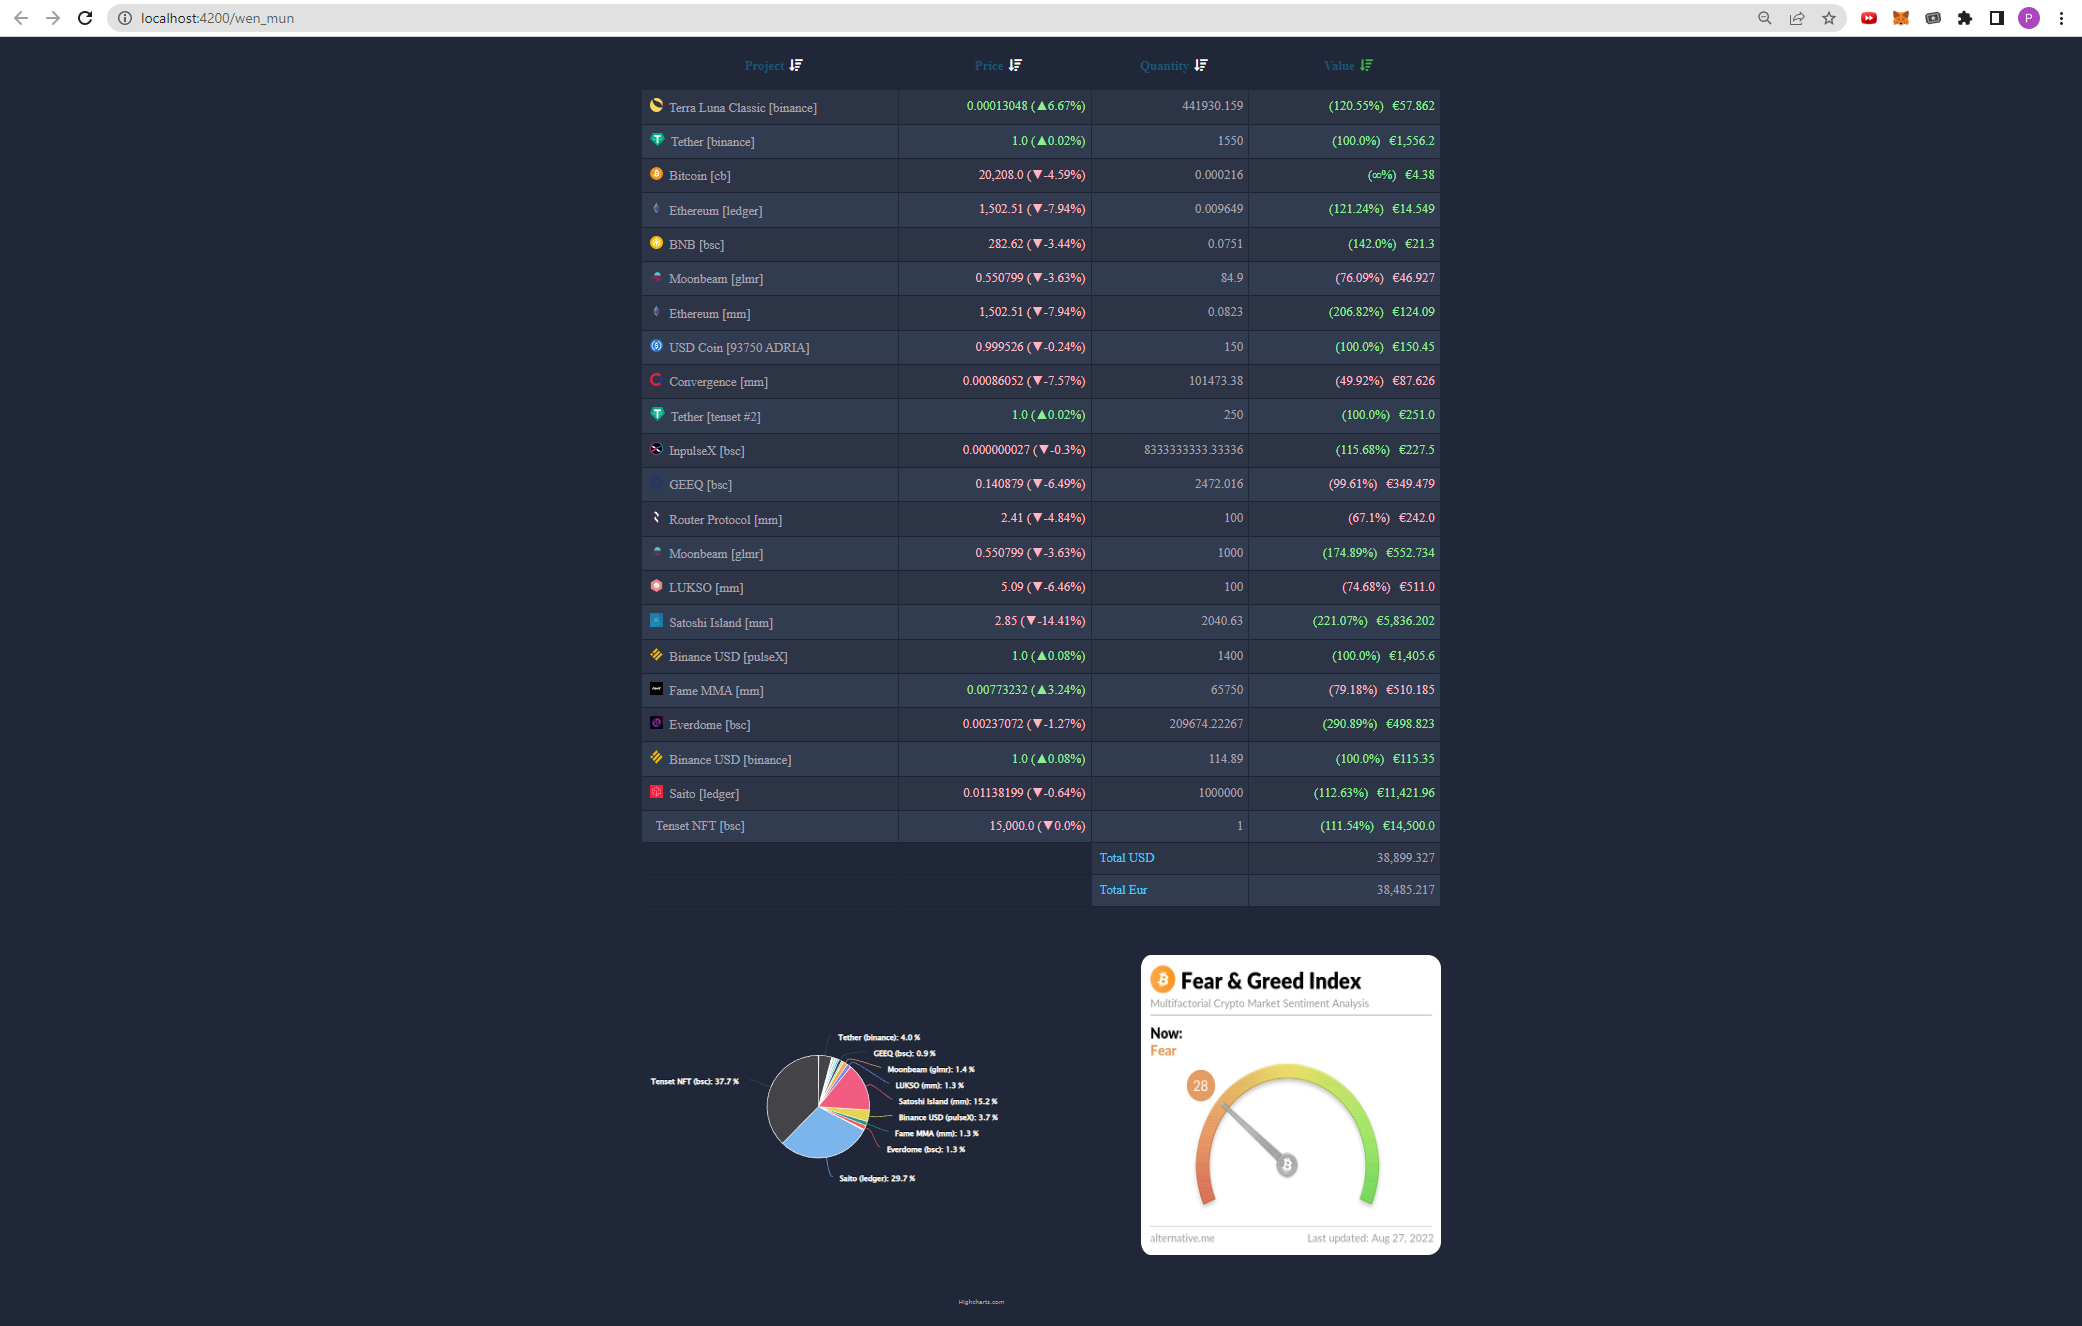 localhost:4200/wen_mun
P
Project Price Quantity Value
Terra Luna Classic [binance] 0.00013048 (▲6.67%) 441930.159 (120.55%) €57.862
Tether [binance] 1.0 (▲0.02%) 1550 (100.0%) €1,556.2
Bitcoin [cb] 20,208.0 (▼-4.59%) 0.000216 (∞%) €4.38
Ethereum [ledger] 1,502.51 (▼-7.94%) 0.009649 (121.24%) €14.549
BNB [bsc] 282.62 (▼-3.44%) 0.0751 (142.0%) €21.3
Moonbeam [glmr] 0.550799 (▼-3.63%) 84.9 (76.09%) €46.927
Ethereum [mm] 1,502.51 (▼-7.94%) 0.0823 (206.82%) €124.09
USD Coin [93750 ADRIA] 0.999526 (▼-0.24%) 150 (100.0%) €150.45
Convergence [mm] 0.00086052 (▼-7.57%) 101473.38 (49.92%) €87.626
Tether [tenset #2] 1.0 (▲0.02%) 250 (100.0%) €251.0
InpulseX [bsc] 0.000000027 (▼-0.3%) 8333333333.33336 (115.68%) €227.5
GEEQ [bsc] 0.140879 (▼-6.49%) 2472.016 (99.61%) €349.479
Router Protocol [mm] 2.41 (▼-4.84%) 100 (67.1%) €242.0
Moonbeam [glmr] 0.550799 (▼-3.63%) 1000 (174.89%) €552.734
LUKSO [mm] 5.09 (▼-6.46%) 100 (74.68%) €511.0
Satoshi Island [mm] 2.85 (▼-14.41%) 2040.63 (221.07%) €5,836.202
Binance USD [pulseX] 1.0 (▲0.08%) 1400 (100.0%) €1,405.6
Fame MMA [mm] 0.00773232 (▲3.24%) 65750 (79.18%) €510.185
Everdome [bsc] 0.00237072 (▼-1.27%) 209674.22267 (290.89%) €498.823
Binance USD [binance] 1.0 (▲0.08%) 114.89 (100.0%) €115.35
Saito [ledger] 0.01138199 (▼-0.64%) 1000000 (112.63%) €11,421.96
Tenset NFT [bsc] 15,000.0 (▼0.0%) 1 (111.54%) €14,500.0
Total USD 38,899.327
Total Eur 38,485.217
Tether (binance): 4.0 %
GEEQ (bsc): 0.9 %
Moonbeam (glmr): 1.4 %
Tenset NFT (bsc): 37.7 %
LUKSO (mm): 1.3 %
Satoshi Island (mm): 15.2 %
Binance USD (pulseX): 3.7 %
Fame MMA (mm): 1.3 %
Everdome (bsc): 1.3 %
Saito (ledger): 29.7 %
Fear & Greed Index
Multifactorial Crypto Market Sentiment Analysis
Now:
Fear
28
alternative.me Last updated: Aug 27, 2022
Highcharts.com